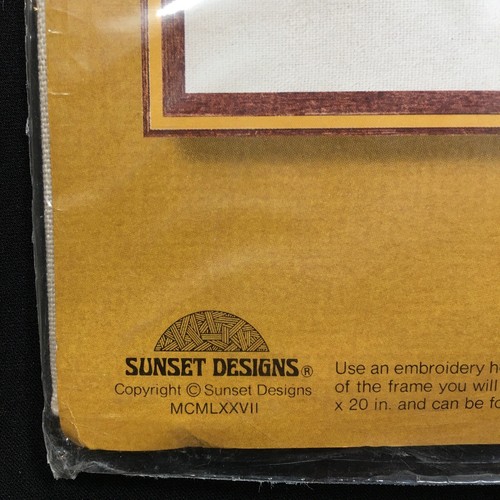 SUNSET DESIGNS®
Copyright © Sunset Designs
MCMLXXVII
Use an embroidery
of the frame you will
x 20 in. and can be